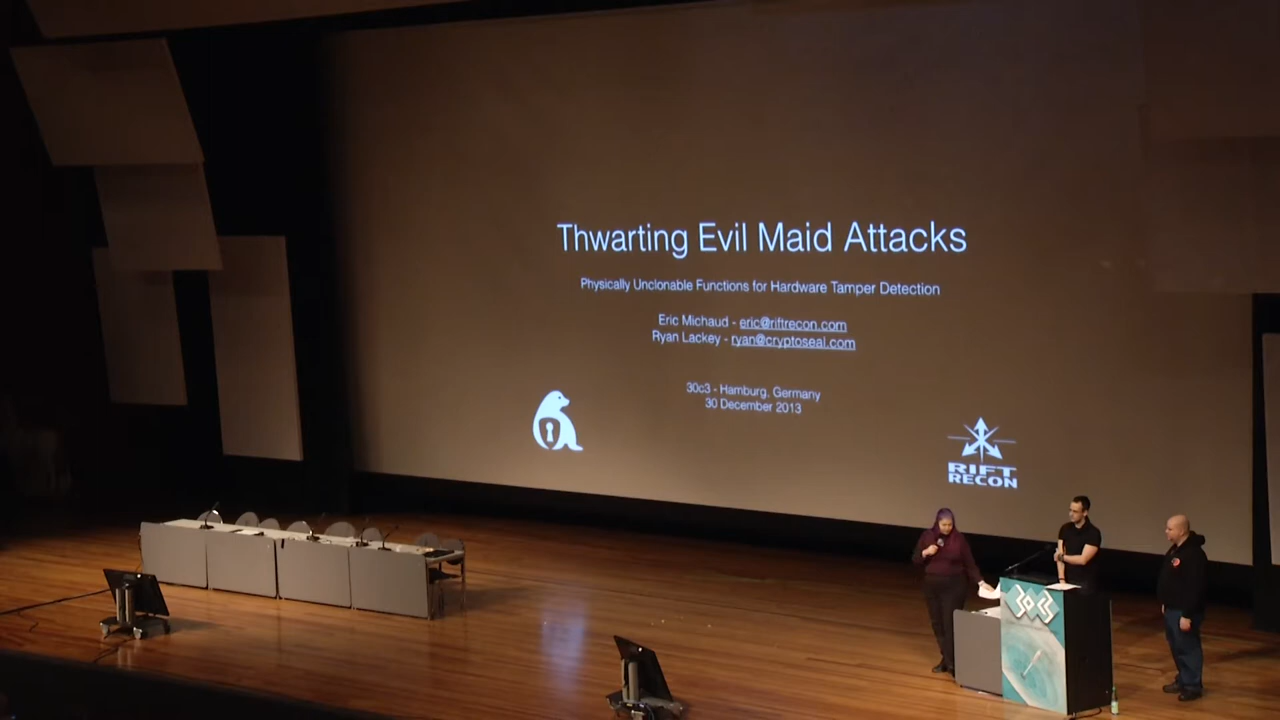 Thwarting Evil Maid Attacks
Physically Unclonable Functions for Hardware Tamper Detection
Eric Michaud - eric@riftrecon.com
Ryan Lackey - ryan@cryptoseal.com
30c3 - Hamburg, Germany
30 December 2013
RIFT
RECON
30C3